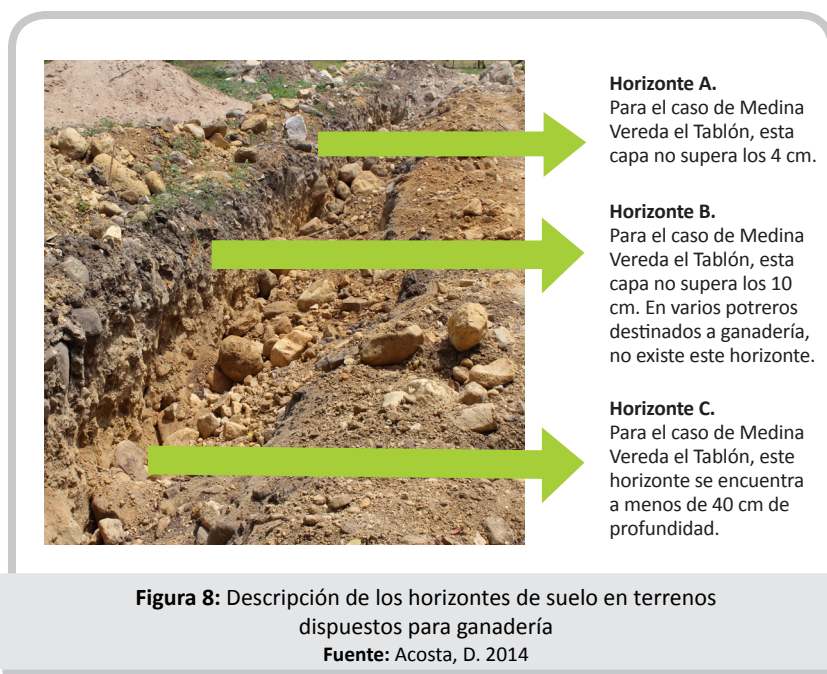 Horizonte A.
Para el caso de Medina
Vereda el Tablón, esta
capa no supera los 4 cm.
Horizonte B.
Para el caso de Medina
Vereda el Tablón, esta
capa no supera los 10
cm. En varios potreros
destinados a ganadería,
no existe este horizonte.
Horizonte C.
Para el caso de Medina
Vereda el Tablón, este
horizonte se encuentra
a menos de 40 cm de
profundidad.
Figura 8: Descripción de los horizontes de suelo en terrenos
dispuestos para ganadería
Fuente: Acosta, D. 2014